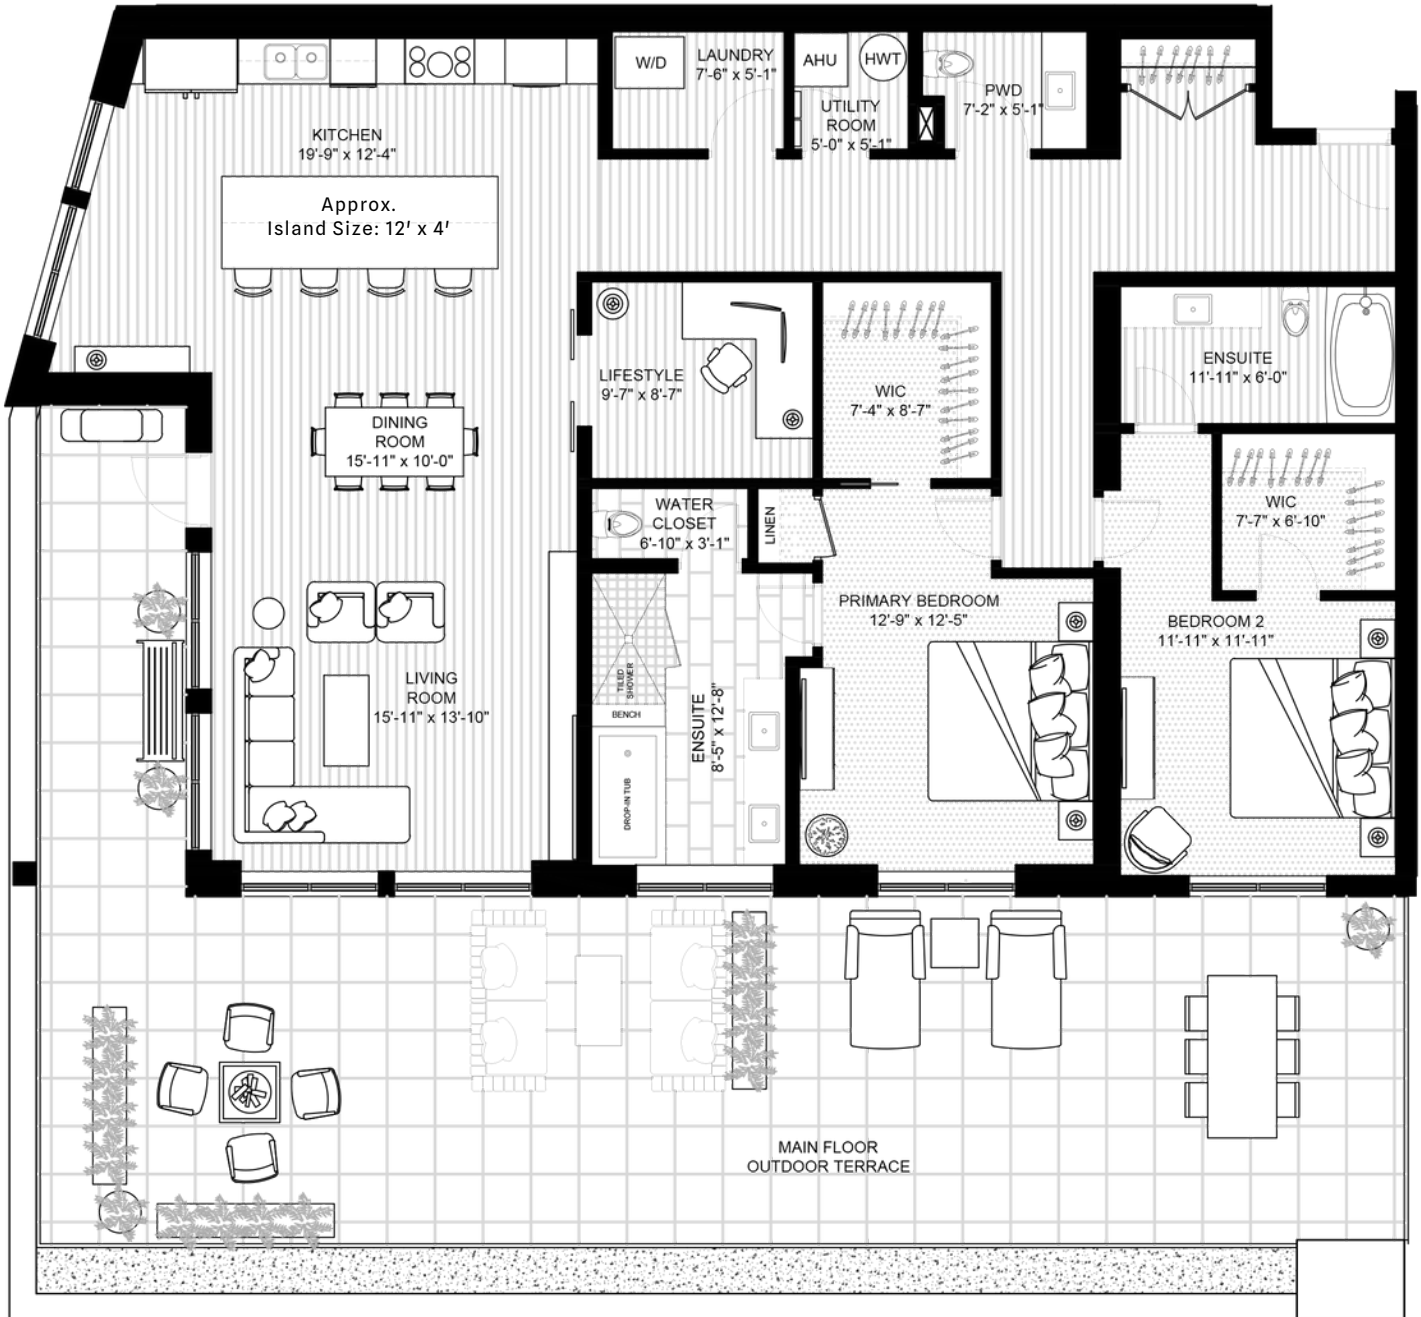 W/D
LAUNDRY
7'-6" x 5'-1"
AHU
HWT
UTILITY
ROOM
5'-0" x 5'-1"
PWD
7'-2" x 5'-1"
KITCHEN
19'-9" x 12'-4"
Approx.
Island Size: 12' x 4'
LIFESTYLE
9'-7" x 8'-7"
WIC
7'-4" x 8'-7"
ENSUITE
11'-11" x 6'-0"
DINING
ROOM
15'-11" x 10'-0"
WATER
CLOSET
6'-10" x 3'-1"
LINEN
WIC
7'-7" x 6'-10"
PRIMARY BEDROOM
12'-9" x 12'-5"
BEDROOM 2
11'-11" x 11'-11"
LIVING
ROOM
15'-11" x 13'-10"
TILED
SHOWER
BENCH
ENSUITE
8'-5" x 12'-8"
DROP-IN TUB
MAIN FLOOR
OUTDOOR TERRACE